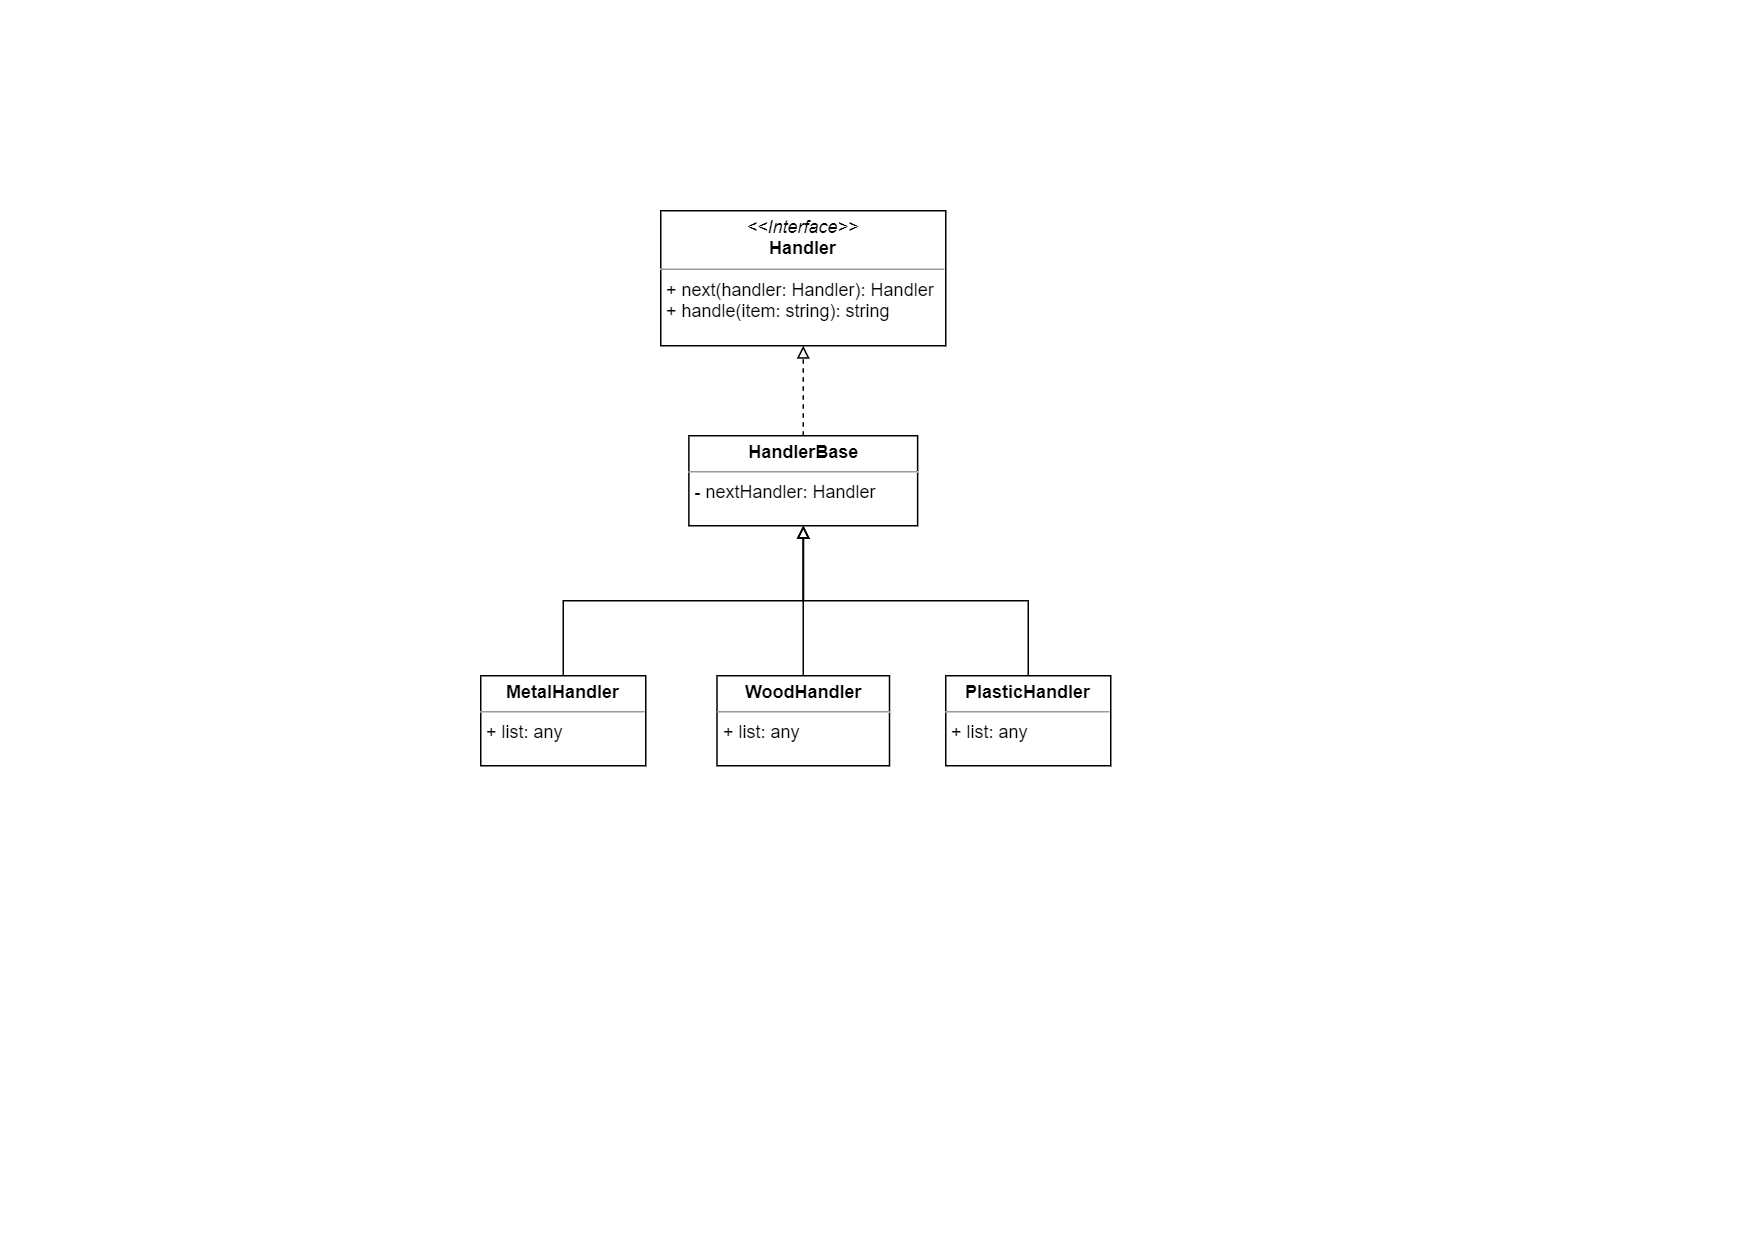 <<Interface>>
Handler
+ next(handler: Handler): Handler
+ handle(item: string): string
HandlerBase
- nextHandler: Handler
MetalHandler
+ list: any
WoodHandler
+ list: any
PlasticHandler
+ list: any